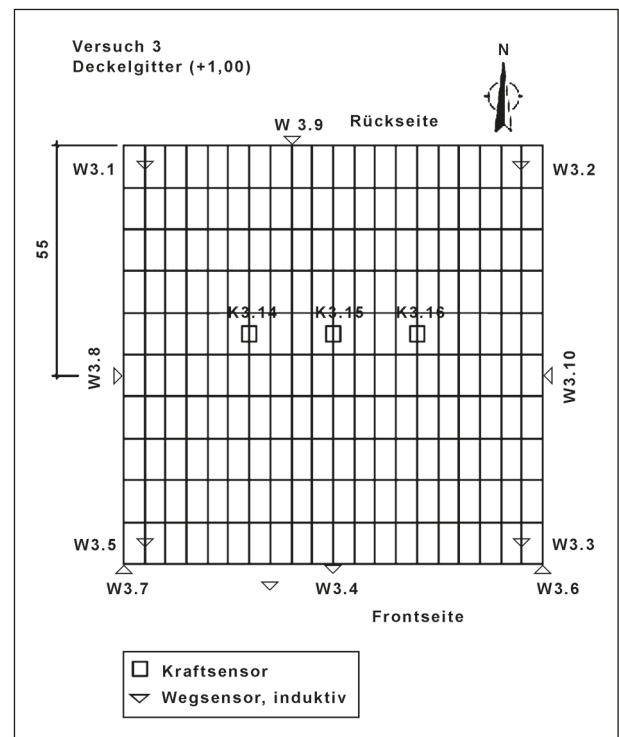 Versuch 3
Deckelgitter (+1,00)
N
W 3.9
Rückseite
W3.1
W3.2
55
K3.14
K3.15
K3.16
W3.8
W3.10
W3.5
W3.3
W3.7
W3.4
W3.6
Frontseite
Kraftsensor
Wegsensor, induktiv